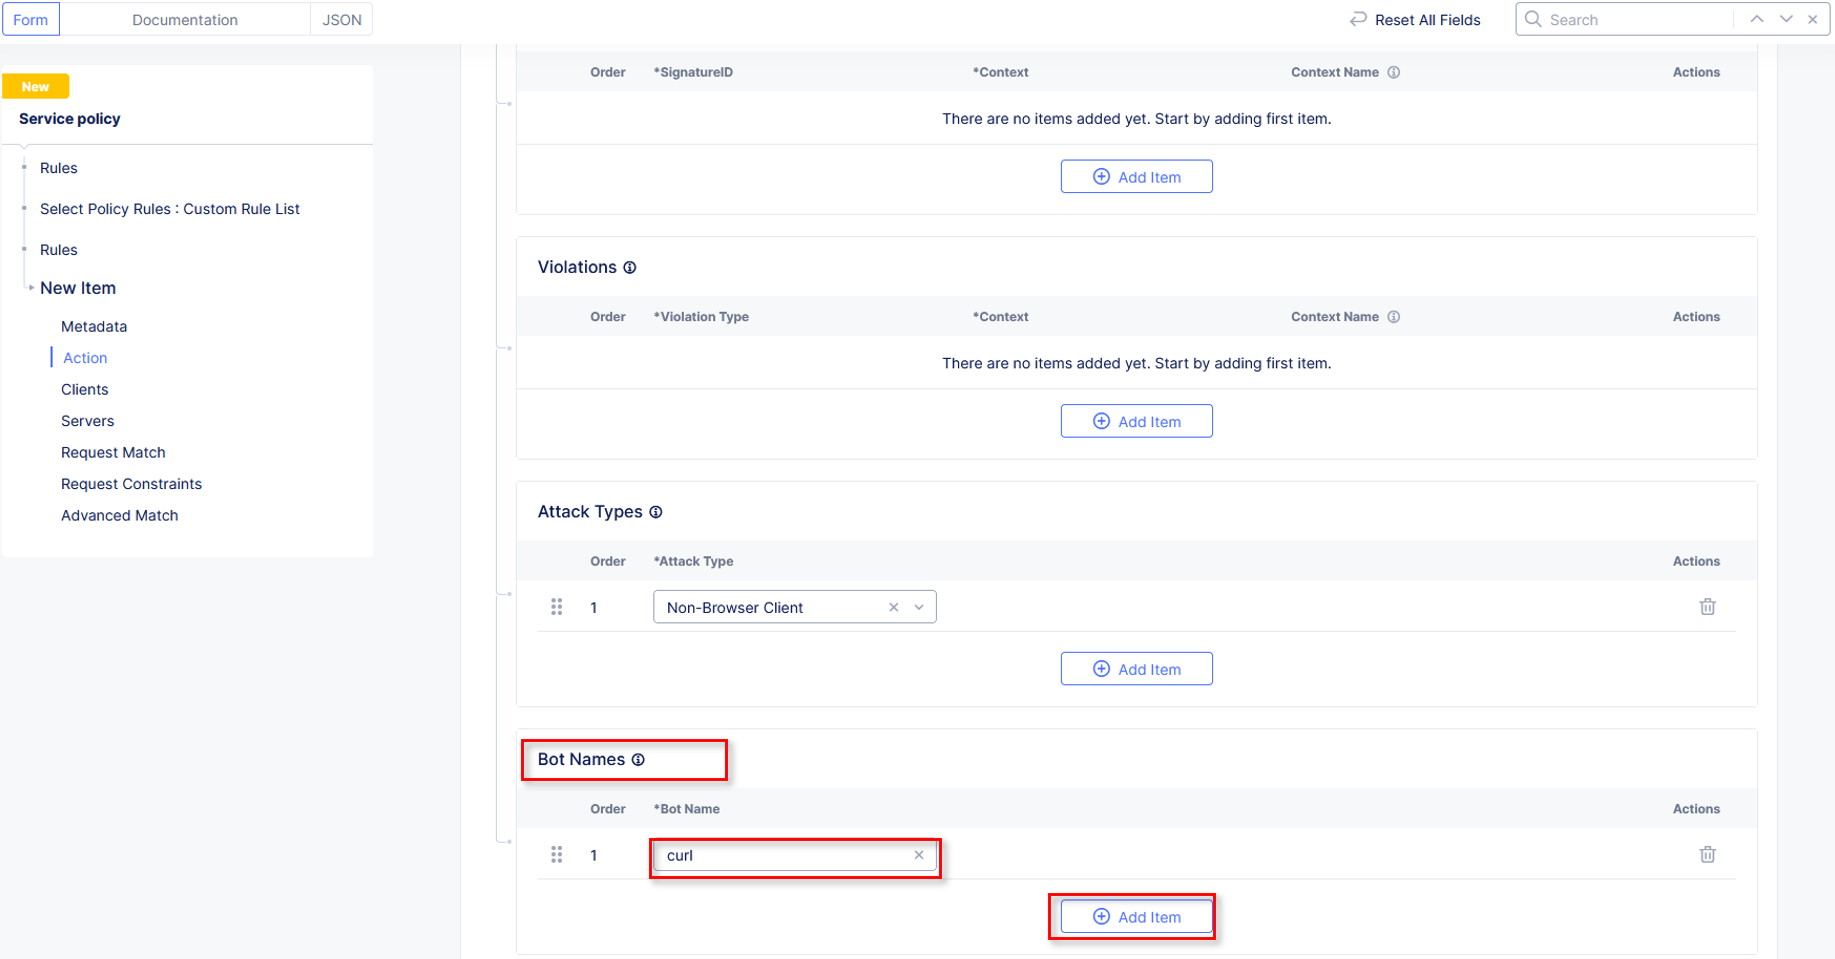 Form Documentation JSON Reset All Fields Search
New
Service policy
Rules
Select Policy Rules : Custom Rule List
Rules
New Item
Metadata
Action
Clients
Servers
Request Match
Request Constraints
Advanced Match
Order *SignatureID *Context Context Name Actions
There are no items added yet. Start by adding first item.
Add Item
Violations
Order *Violation Type *Context Context Name Actions
There are no items added yet. Start by adding first item.
Add Item
Attack Types
Order *Attack Type Actions
1 Non-Browser Client
Add Item
Bot Names
Order *Bot Name Actions
1 curl
Add Item